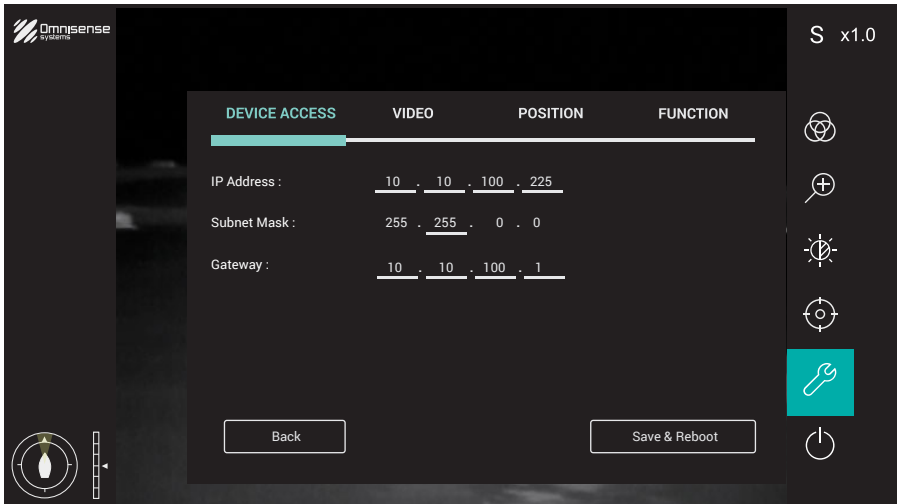 Omnisense
systems
S x1.0
DEVICE ACCESS VIDEO POSITION FUNCTION
IP Address : 10 . 10 . 100 . 225
Subnet Mask : 255 . 255 . 0 . 0
Gateway : 10 . 10 . 100 . 1
Back Save & Reboot